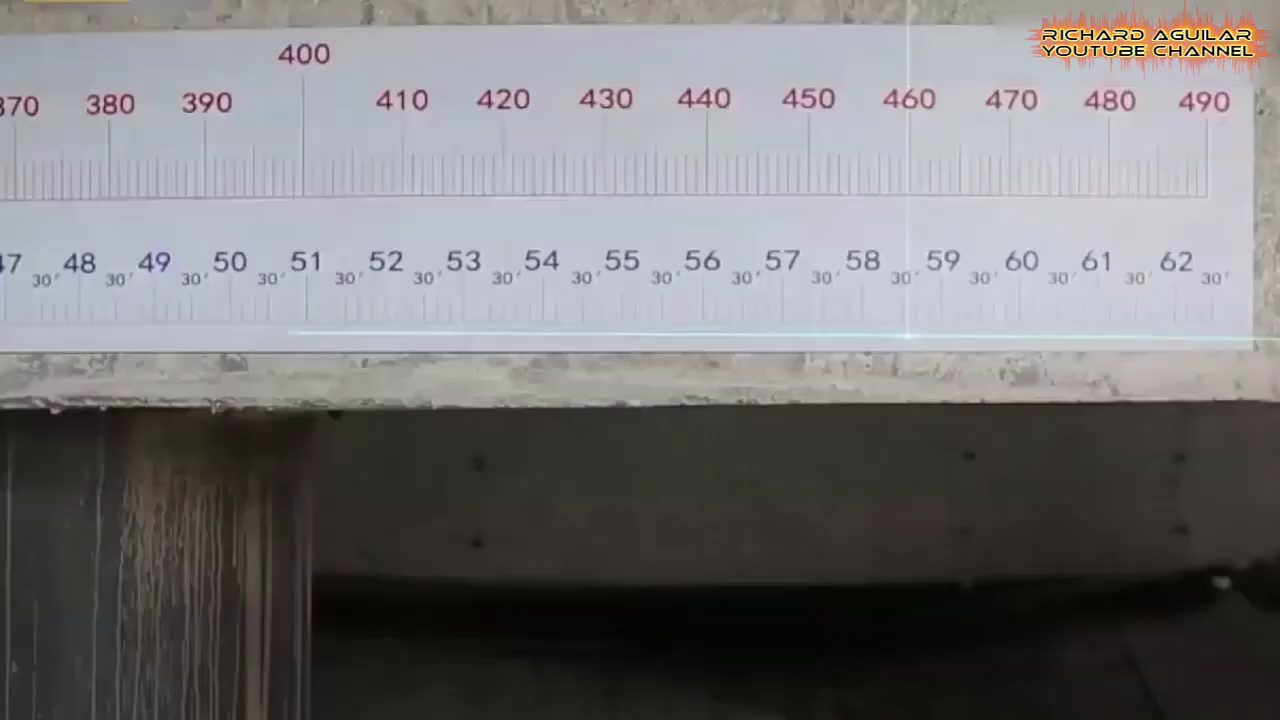 400
370 380 390 410 420 430 440 450 460 470 480 490
47 48 49 50 51 52 53 54 55 56 57 58 59 60 61 62
30′ 30′ 30′ 30′ 30′ 30′ 30′ 30′ 30′ 30′ 30′ 30′ 30′ 30′ 30′ 30′
RICHARD AGUILAR
YOUTUBE CHANNEL